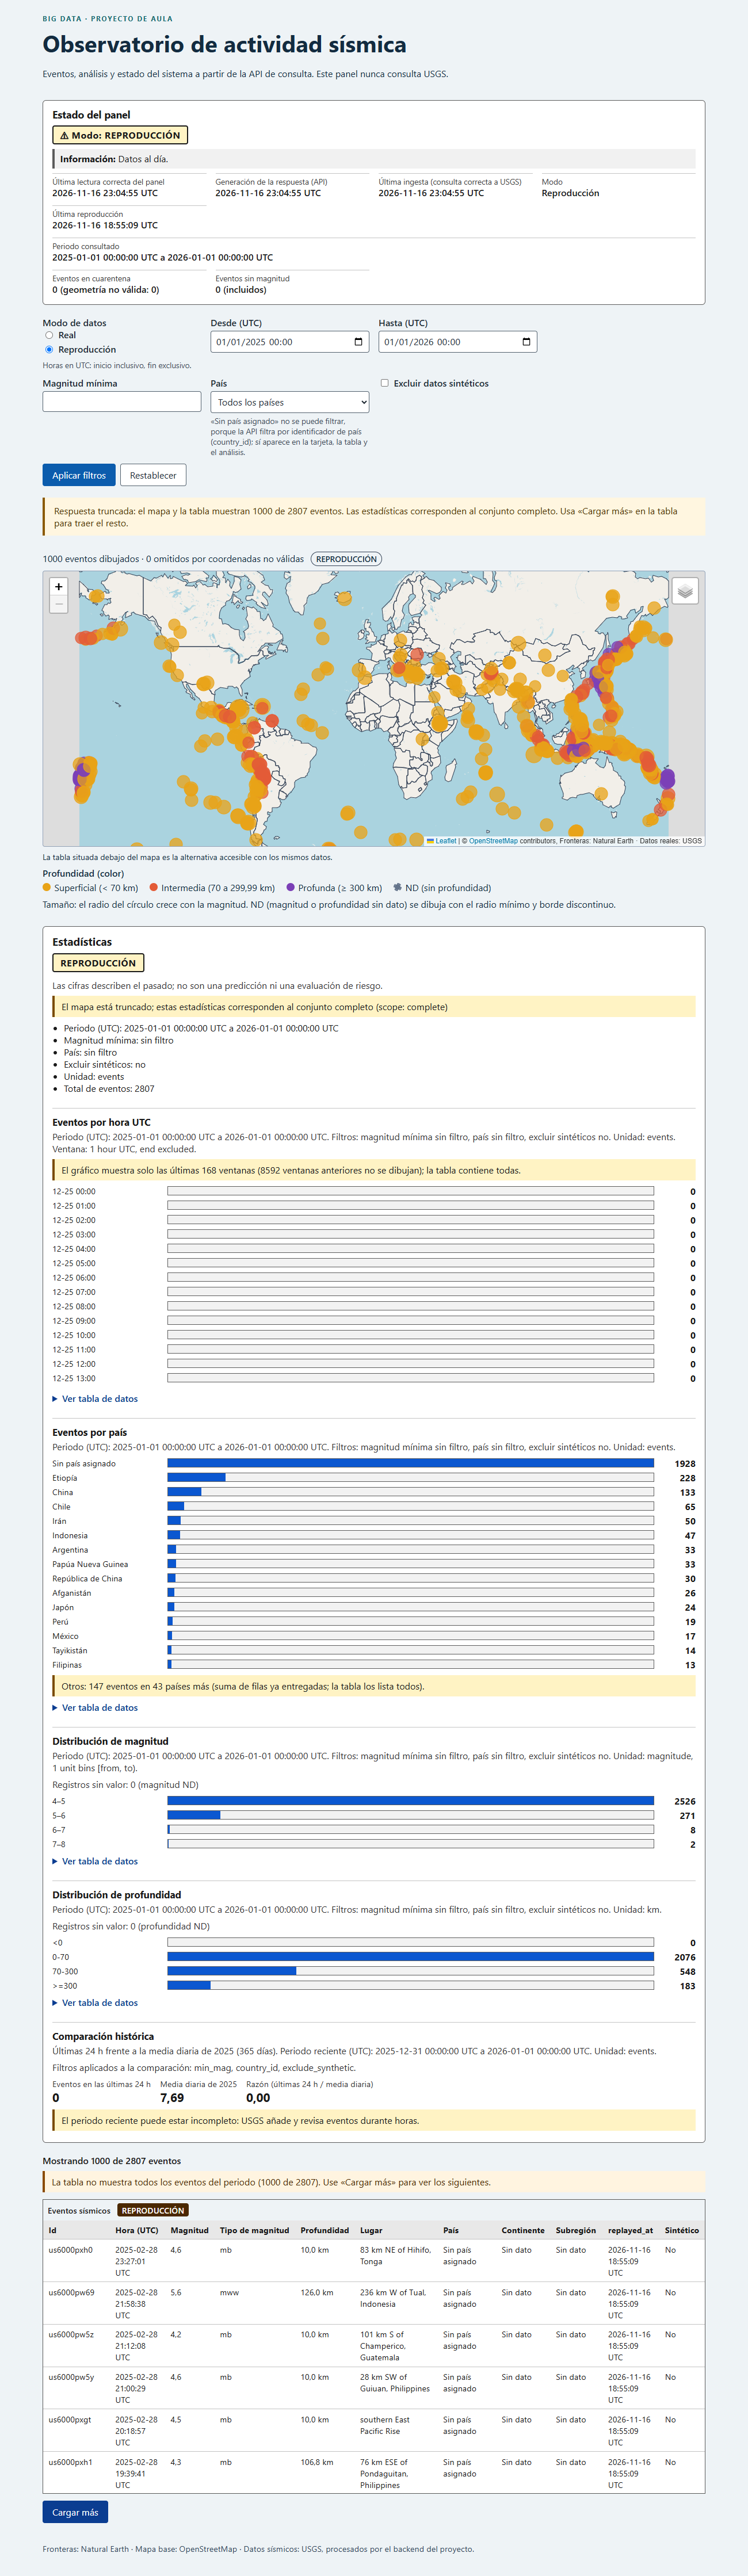 BIG DATA · PROYECTO DE AULA
Observatorio de actividad sísmica
Eventos, análisis y estado del sistema a partir de la API de consulta. Este panel nunca consulta USGS.
Estado del panel
⚠ Modo: REPRODUCCIÓN
Información: Datos al día.
Última lectura correcta del panel
2026-11-16 23:04:55 UTC
Generación de la respuesta (API)
2026-11-16 23:04:55 UTC
Última ingesta (consulta correcta a USGS)
2026-11-16 23:04:55 UTC
Modo
Reproducción
Última reproducción
2026-11-16 18:55:09 UTC
Periodo consultado
2025-01-01 00:00:00 UTC a 2026-01-01 00:00:00 UTC
Eventos en cuarentena
0 (geometría no válida: 0)
Eventos sin magnitud
0 (incluidos)
Modo de datos
Real
Reproducción
Desde (UTC)
01/01/2025 00:00
Hasta (UTC)
01/01/2026 00:00
Horas en UTC: inicio inclusivo, fin exclusivo.
Magnitud mínima
País
Todos los países
Excluir datos sintéticos
«Sin país asignado» no se puede filtrar,
porque la API filtra por identificador de país
(country_id); sí aparece en la tarjeta, la tabla y
el análisis.
Aplicar filtros
Restablecer
Respuesta truncada: el mapa y la tabla muestran 1000 de 2807 eventos. Las estadísticas corresponden al conjunto completo. Usa «Cargar más» en la tabla
para traer el resto.
1000 eventos dibujados · 0 omitidos por coordenadas no válidas REPRODUCCIÓN
+
−
Leaflet | © OpenStreetMap contributors, Fronteras: Natural Earth · Datos reales: USGS
La tabla situada debajo del mapa es la alternativa accesible con los mismos datos.
Profundidad (color)
Superficial (< 70 km) Intermedia (70 a 299,99 km) Profunda (≥ 300 km) ND (sin profundidad)
Tamaño: el radio del círculo crece con la magnitud. ND (magnitud o profundidad sin dato) se dibuja con el radio mínimo y borde discontinuo.
Estadísticas
REPRODUCCIÓN
Las cifras describen el pasado; no son una predicción ni una evaluación de riesgo.
El mapa está truncado; estas estadísticas corresponden al conjunto completo (scope: complete)
• Periodo (UTC): 2025-01-01 00:00:00 UTC a 2026-01-01 00:00:00 UTC
• Magnitud mínima: sin filtro
• País: sin filtro
• Excluir sintéticos: no
• Unidad: events
• Total de eventos: 2807
Eventos por hora UTC
Periodo (UTC): 2025-01-01 00:00:00 UTC a 2026-01-01 00:00:00 UTC. Filtros: magnitud mínima sin filtro, país sin filtro, excluir sintéticos no. Unidad: events.
Ventana: 1 hour UTC, end excluded.
El gráfico muestra solo las últimas 168 ventanas (8592 ventanas anteriores no se dibujan); la tabla contiene todas.
12-25 00:00 0
12-25 01:00 0
12-25 02:00 0
12-25 03:00 0
12-25 04:00 0
12-25 05:00 0
12-25 06:00 0
12-25 07:00 0
12-25 08:00 0
12-25 09:00 0
12-25 10:00 0
12-25 11:00 0
12-25 12:00 0
12-25 13:00 0
▶ Ver tabla de datos
Eventos por país
Periodo (UTC): 2025-01-01 00:00:00 UTC a 2026-01-01 00:00:00 UTC. Filtros: magnitud mínima sin filtro, país sin filtro, excluir sintéticos no. Unidad: events.
Sin país asignado 1928
Etiopía 228
China 133
Chile 65
Irán 50
Indonesia 47
Argentina 33
Papúa Nueva Guinea 33
República de China 30
Afganistán 26
Japón 24
Perú 19
México 17
Tayikistán 14
Filipinas 13
Otros: 147 eventos en 43 países más (suma de filas ya entregadas; la tabla los lista todos).
▶ Ver tabla de datos
Distribución de magnitud
Periodo (UTC): 2025-01-01 00:00:00 UTC a 2026-01-01 00:00:00 UTC. Filtros: magnitud mínima sin filtro, país sin filtro, excluir sintéticos no. Unidad: magnitude,
1 unit bins [from, to).
Registros sin valor: 0 (magnitud ND)
4–5 2526
5–6 271
6–7 8
7–8 2
▶ Ver tabla de datos
Distribución de profundidad
Periodo (UTC): 2025-01-01 00:00:00 UTC a 2026-01-01 00:00:00 UTC. Filtros: magnitud mínima sin filtro, país sin filtro, excluir sintéticos no. Unidad: km.
Registros sin valor: 0 (profundidad ND)
<0 0
0-70 2076
70-300 548
>=300 183
▶ Ver tabla de datos
Comparación histórica
Últimas 24 h frente a la media diaria de 2025 (365 días). Periodo reciente (UTC): 2025-12-31 00:00:00 UTC a 2026-01-01 00:00:00 UTC. Unidad: events.
Filtros aplicados a la comparación: min_mag, country_id, exclude_synthetic.
Eventos en las últimas 24 h Media diaria de 2025 Razón (últimas 24 h / media diaria)
0 7,69 0,00
El periodo reciente puede estar incompleto: USGS añade y revisa eventos durante horas.
Mostrando 1000 de 2807 eventos
La tabla no muestra todos los eventos del periodo (1000 de 2807). Use «Cargar más» para ver los siguientes.
Eventos sísmicos REPRODUCCIÓN
Id Hora (UTC) Magnitud Tipo de magnitud Profundidad Lugar País Continente Subregión replayed_at Sintético
us6000pxh0 2025-02-28 4,6 mb 10,0 km 83 km NE of Hihifo, Sin país Sin dato Sin dato 2026-11-16 No
23:27:01 Tonga asignado 18:55:09
UTC UTC
us6000pw69 2025-02-28 5,6 mww 126,0 km 236 km W of Tual, Sin país Sin dato Sin dato 2026-11-16 No
21:58:38 Indonesia asignado 18:55:09
UTC UTC
us6000pw5z 2025-02-28 4,2 mb 10,0 km 101 km S of Sin país Sin dato Sin dato 2026-11-16 No
21:12:08 Champerico, asignado 18:55:09
UTC Guatemala UTC
us6000pw5y 2025-02-28 4,6 mb 10,0 km 28 km SW of Sin país Sin dato Sin dato 2026-11-16 No
21:00:29 Guiuan, Philippines asignado 18:55:09
UTC UTC
us6000pxgt 2025-02-28 4,5 mb 10,0 km southern East Sin país Sin dato Sin dato 2026-11-16 No
20:18:57 Pacific Rise asignado 18:55:09
UTC UTC
us6000pxh1 2025-02-28 4,3 mb 106,8 km 76 km ESE of Sin país Sin dato Sin dato 2026-11-16 No
19:39:41 Pondaguitan, asignado 18:55:09
UTC Philippines UTC
Cargar más
Fronteras: Natural Earth · Mapa base: OpenStreetMap · Datos sísmicos: USGS, procesados por el backend del proyecto.